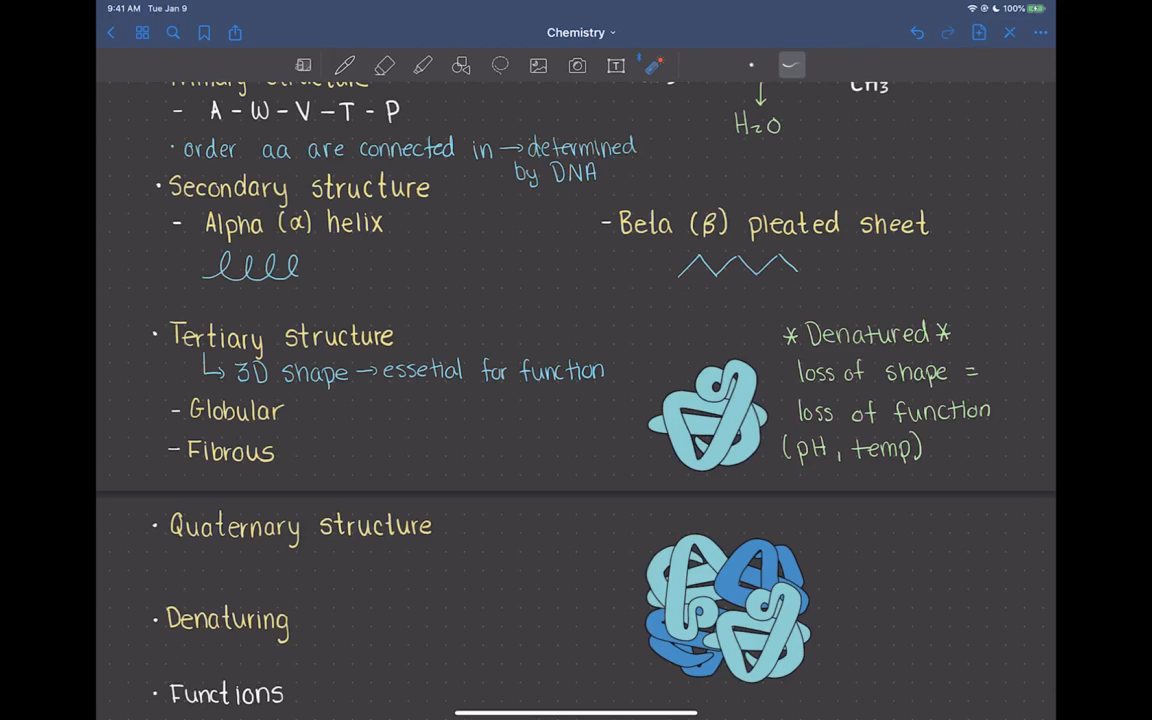 9:41 AM Tue Jan 9
100%
Chemistry
Primary structure
CH3
- A - W - V - T - P
H2O
· order aa are connected in → determined
by DNA
· Secondary structure
- Alpha (α) helix
- Beta (β) pleated sheet
· Tertiary structure
↳ 3D shape → essetial for function
- Globular
- Fibrous
* Denatured *
loss of shape =
loss of function
(pH, temp)
· Quaternary structure
· Denaturing
· Functions